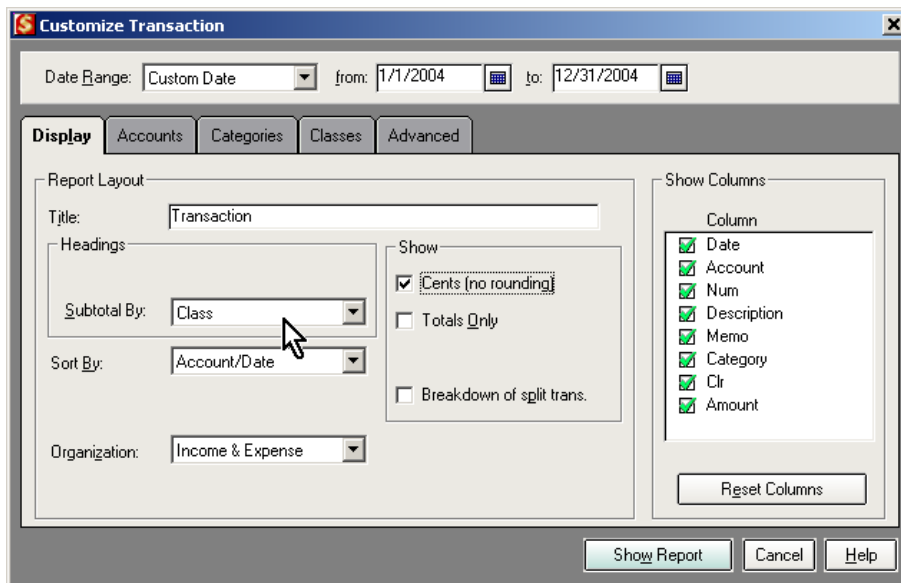 Customize Transaction
Date Range: Custom Date from: 1/1/2004 to: 12/31/2004
Display Accounts Categories Classes Advanced
Report Layout
Title: Transaction
Headings
Subtotal By: Class
Sort By: Account/Date
Organization: Income & Expense
Show
Cents (no rounding)
Totals Only
Breakdown of split trans.
Show Columns
Column
Date
Account
Num
Description
Memo
Category
Clr
Amount
Reset Columns
Show Report Cancel Help